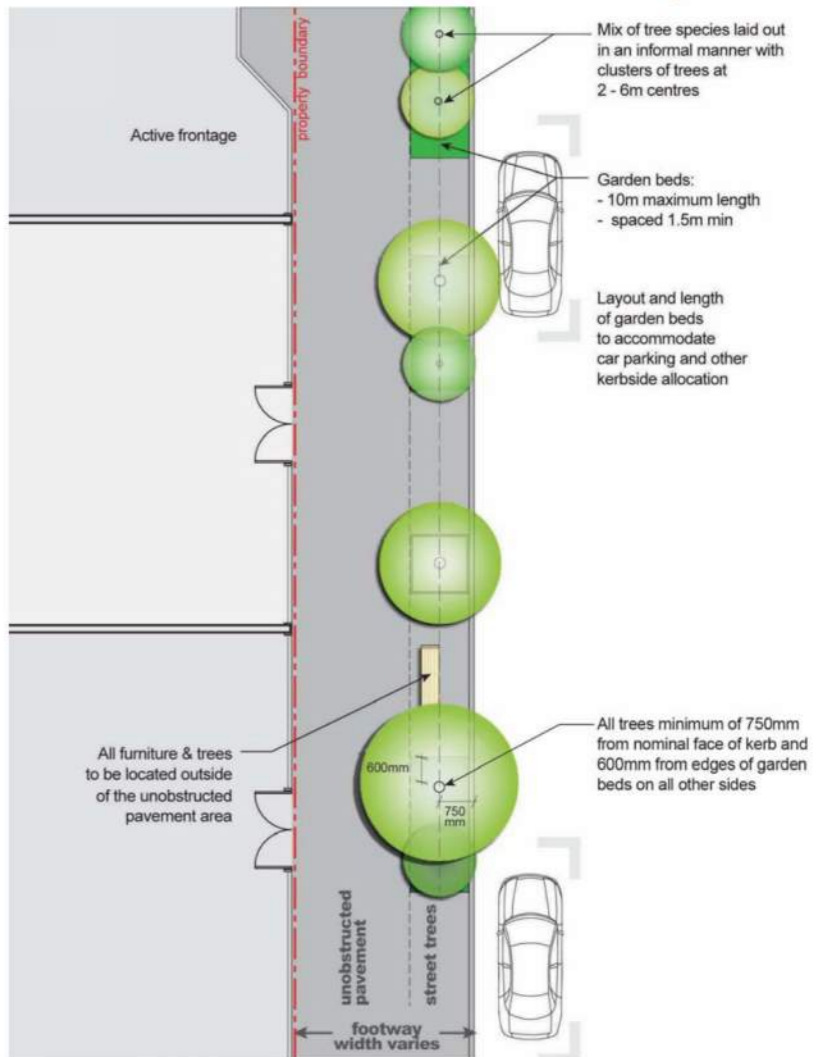 Mix of tree species laid out
in an informal manner with
clusters of trees at
2 - 6m centres
property boundary
Active frontage
Garden beds:
- 10m maximum length
- spaced 1.5m min
Layout and length
of garden beds
to accommodate
car parking and other
kerbside allocation
All furniture & trees
to be located outside
of the unobstructed
pavement area
600mm
750
mm
All trees minimum of 750mm
from nominal face of kerb and
600mm from edges of garden
beds on all other sides
unobstructed
pavement
street trees
footway
width varies